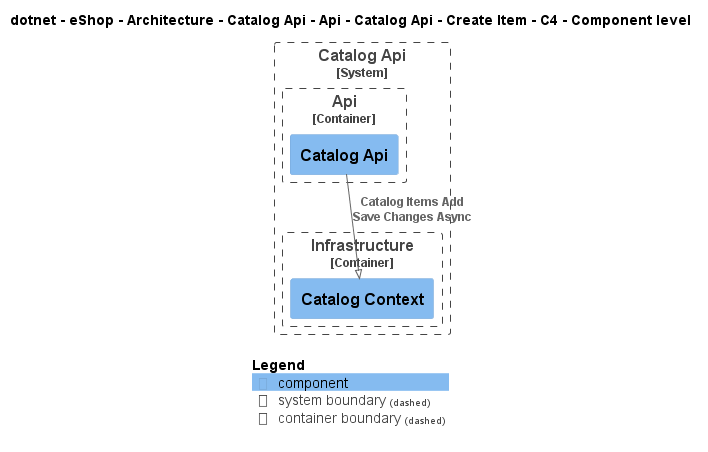 dotnet - eShop - Architecture - Catalog Api - Api - Catalog Api - Create Item - C4 - Component level
Catalog Api
[System]
Api
[Container]
Catalog Api
Catalog Items Add
Save Changes Async
Infrastructure
[Container]
Catalog Context
Legend
component
system boundary (dashed)
container boundary (dashed)